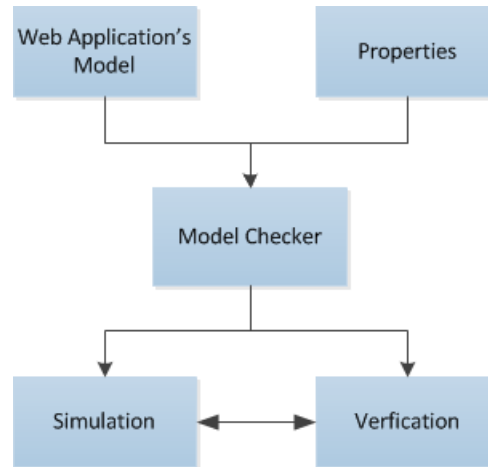 Web Application's
Model
Properties
Model Checker
Simulation
Verfication